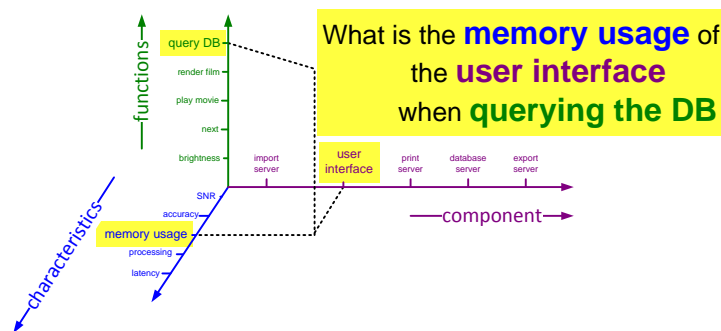 What is the memory usage of
the user interface
when querying the DB
functions
query DB
render film
play movie
next
brightness
import
server
user
interface
print
server
database
server
export
server
component
SNR
accuracy
memory usage
processing
latency
characteristics